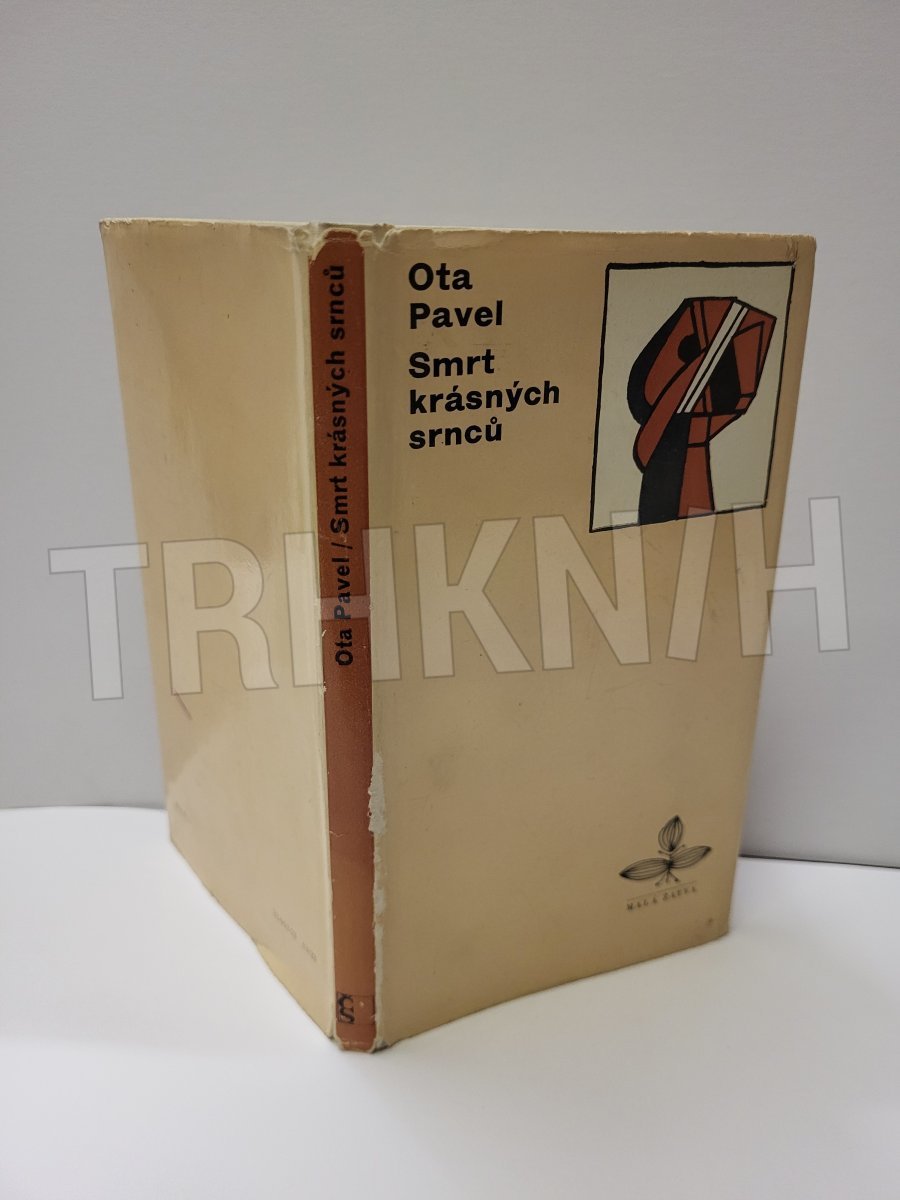 Ota Pavel / Smrt krásných srnců
Ota
Pavel
Smrt
krásných
srnců
TRHKNIH
MALÁ ŽATVA